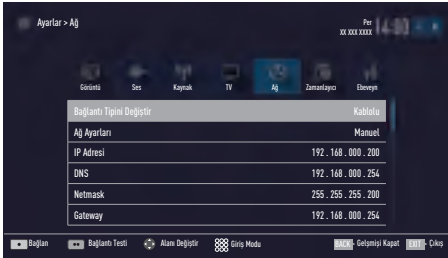 Ayarlar > Ağ
Per
xx xxx xxxx
Görüntü Ses Kaynak TV Ağ Zamanlayıcı Ebeveyn
Bağlantı Tipini Değiştir Kablolu
Ağ Ayarları Manuel
IP Adresi 192 . 168 . 000 . 200
DNS 192 . 168 . 000 . 254
Netmask 255 . 255 . 255 . 200
Gateway 192 . 168 . 000 . 254
Bağlan Bağlantı Testi Alanı Değiştir Giriş Modu BACK - Gelşmişi Kapat EXIT - Çıkış